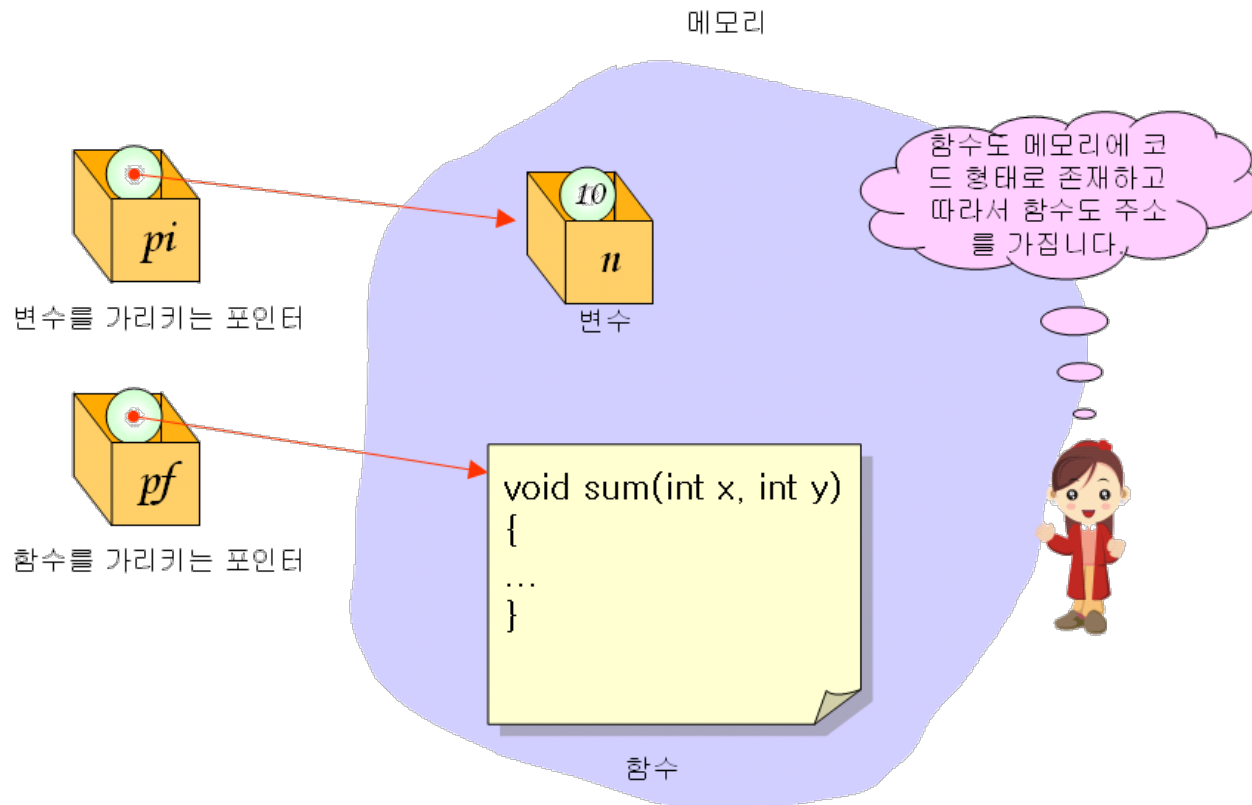 메모리
함수도 메모리에 코
드 형태로 존재하고
따라서 함수도 주소
를 가집니다.
pi
변수를 가리키는 포인터
10
n
변수
pf
함수를 가리키는 포인터
void sum(int x, int y)
{
...
}
함수